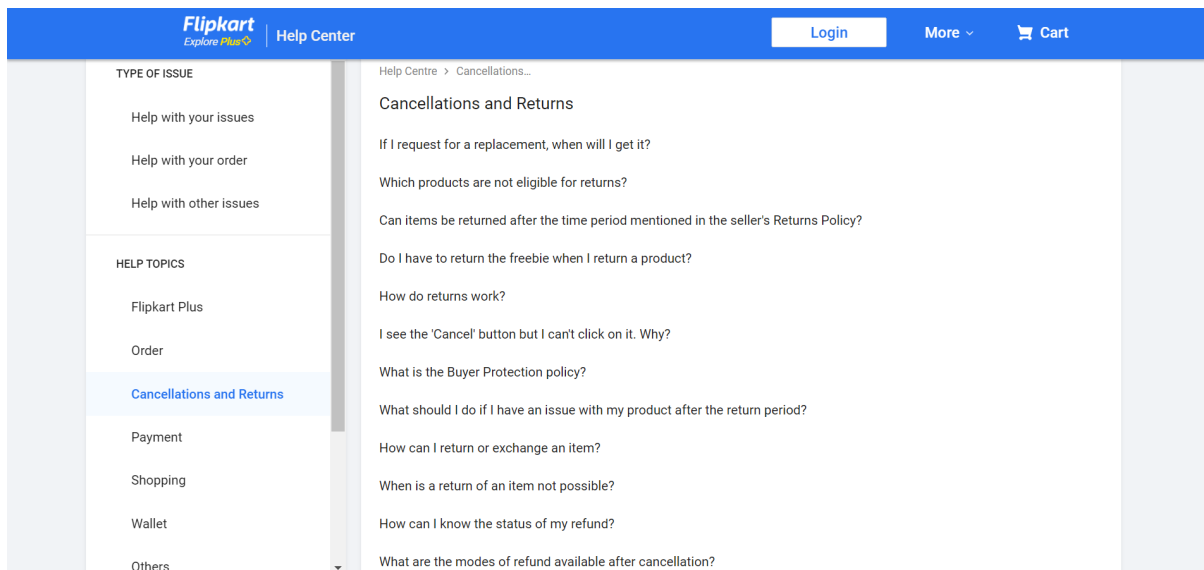 Flipkart
Explore Plus
Help Center
Login
More
Cart
TYPE OF ISSUE
Help with your issues
Help with your order
Help with other issues
HELP TOPICS
Flipkart Plus
Order
Cancellations and Returns
Payment
Shopping
Wallet
Others
Help Centre > Cancellations...
Cancellations and Returns
If I request for a replacement, when will I get it?
Which products are not eligible for returns?
Can items be returned after the time period mentioned in the seller's Returns Policy?
Do I have to return the freebie when I return a product?
How do returns work?
I see the 'Cancel' button but I can't click on it. Why?
What is the Buyer Protection policy?
What should I do if I have an issue with my product after the return period?
How can I return or exchange an item?
When is a return of an item not possible?
How can I know the status of my refund?
What are the modes of refund available after cancellation?